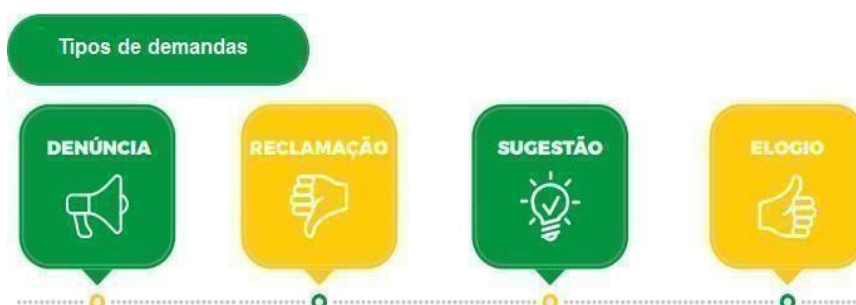 Tipos de demandas
DENÚNCIA
RECLAMAÇÃO
SUGESTÃO
ELOGIO